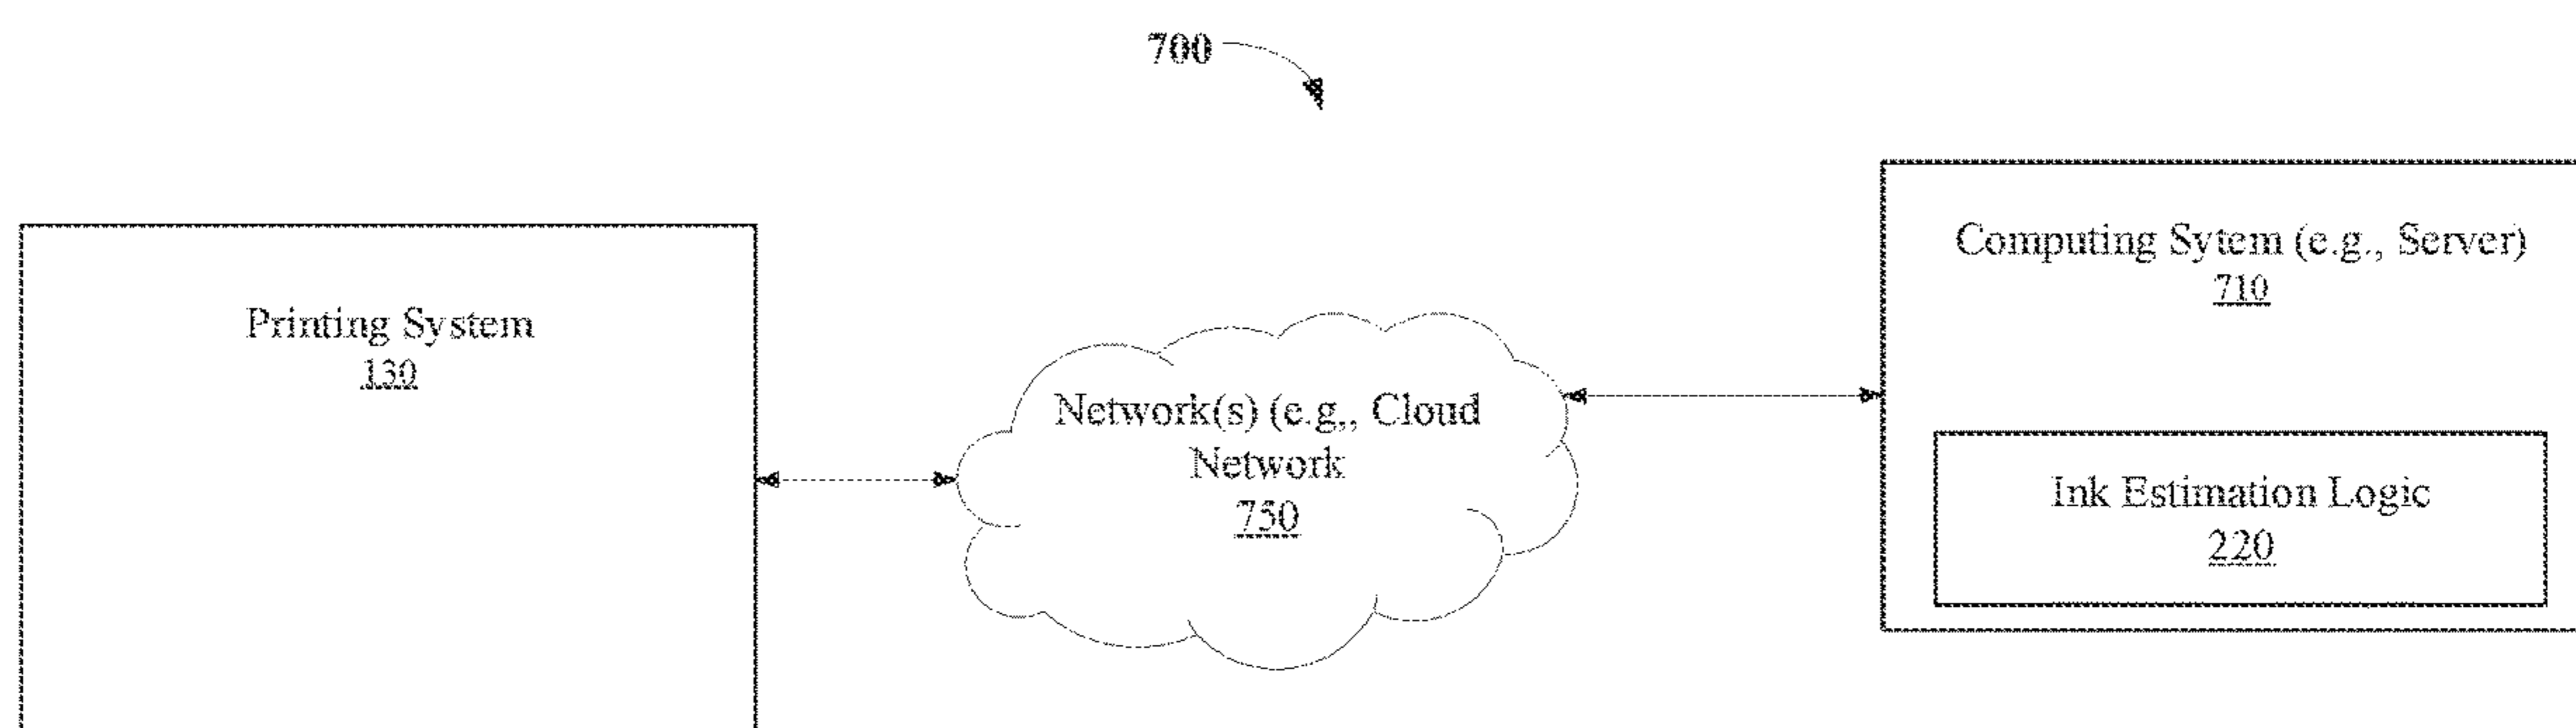 700
Printing System
130
Network(s) (e.g,, Cloud
Network
750
Computing Sytem (e.g., Server)
710
Ink Estimation Logic
220